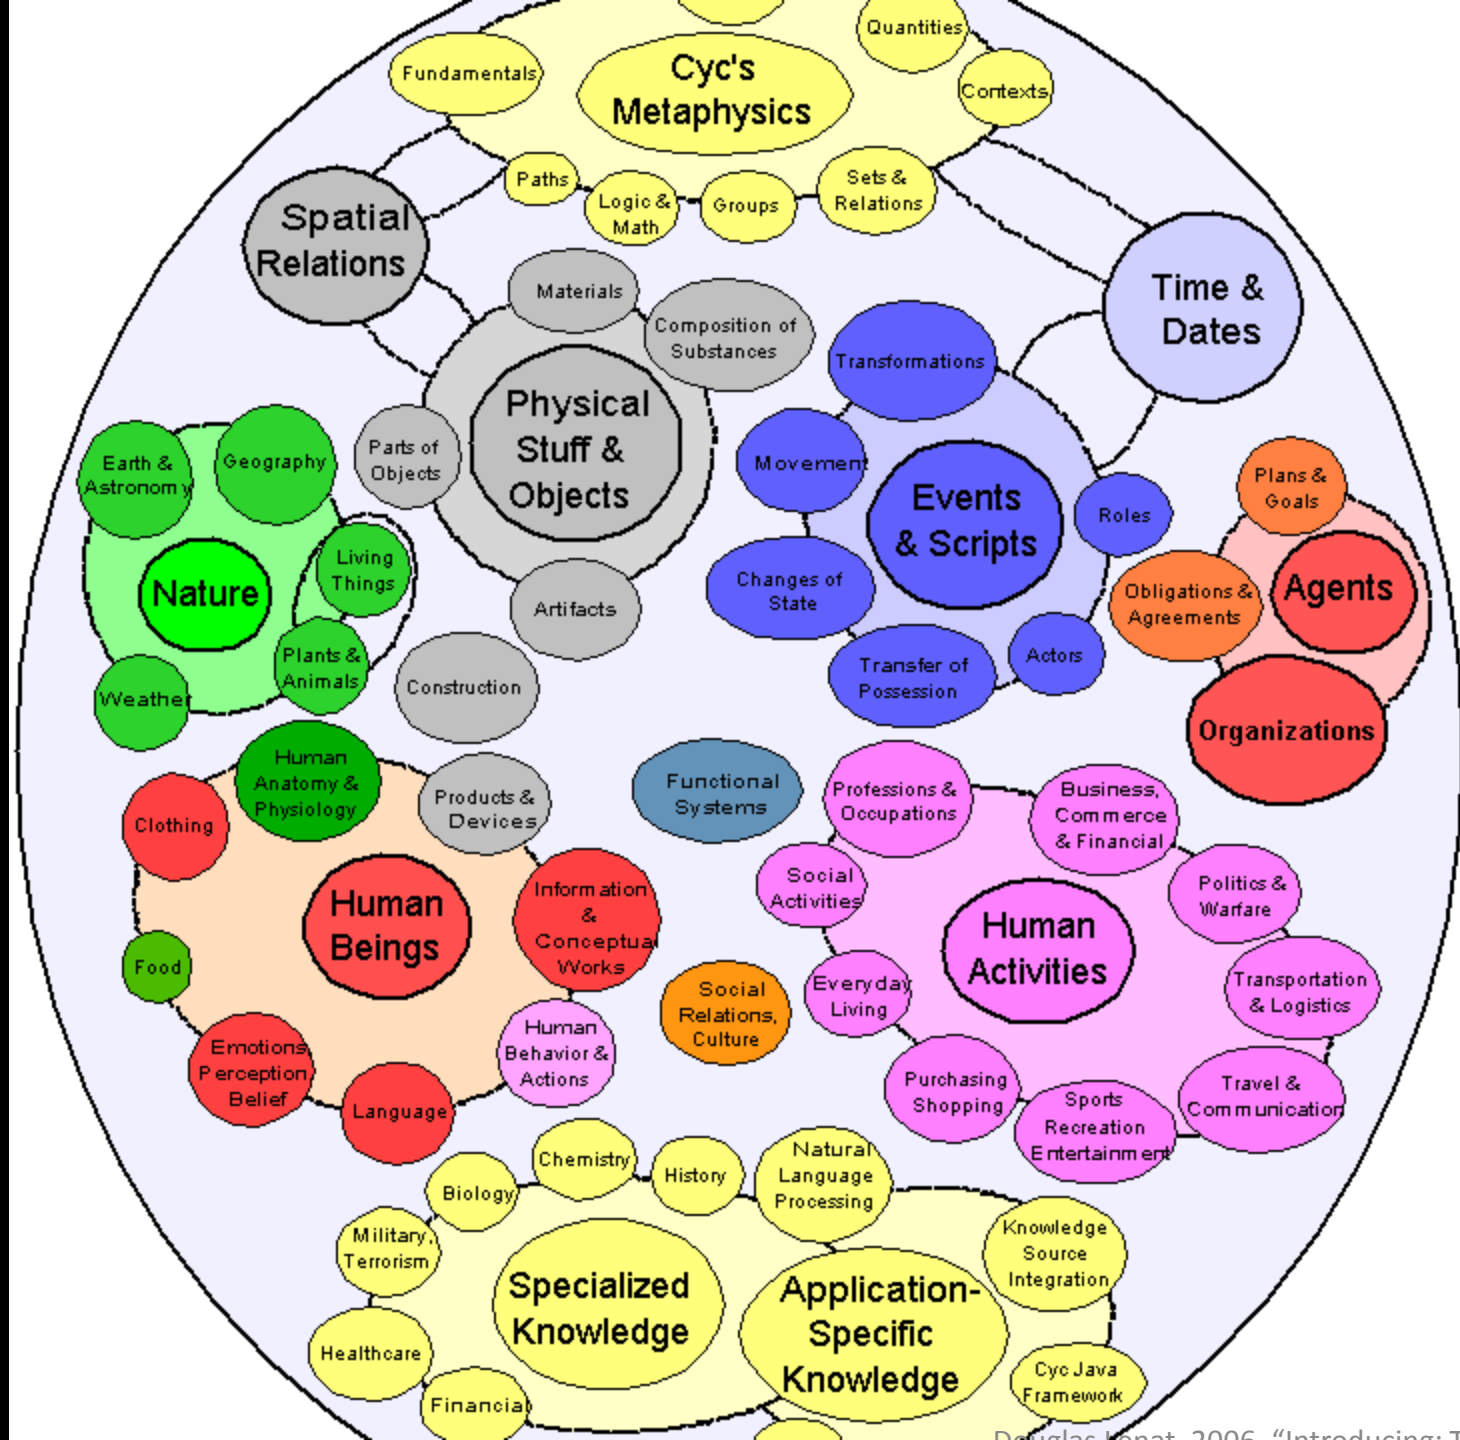 Quantities
Fundamentals
Cyc's
Metaphysics
Contexts
Paths
Logic &
Math
Groups
Sets &
Relations
Spatial
Relations
Time &
Dates
Materials
Composition of
Substances
Physical
Stuff &
Objects
Parts of
Objects
Artifacts
Construction
Transformations
Movement
Events
& Scripts
Roles
Changes of
State
Transfer of
Possession
Actors
Plans &
Goals
Obligations &
Agreements
Agents
Organizations
Earth &
Astronomy
Geography
Living
Things
Nature
Plants &
Animals
Weather
Human
Anatomy &
Physiology
Clothing
Products &
Devices
Human
Beings
Information
&
Conceptual
Works
Food
Emotions
Perception
Belief
Language
Human
Behavior &
Actions
Functional
Systems
Social
Relations,
Culture
Professions &
Occupations
Business,
Commerce
& Financial
Social
Activities
Politics &
Warfare
Human
Activities
Everyday
Living
Transportation
& Logistics
Purchasing
Shopping
Sports
Recreation
Entertainment
Travel &
Communication
Chemistry
History
Natural
Language
Processing
Biology
Military,
Terrorism
Knowledge
Source
Integration
Specialized
Knowledge
Application-
Specific
Knowledge
Healthcare
Financial
Cyc Java
Framework
Douglas Lenat, 2006, “Introducing: